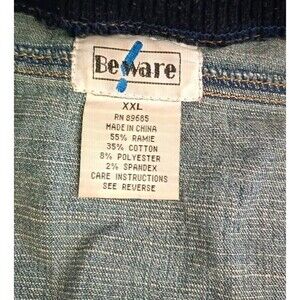 Beware
XXL
RN 89685
MADE IN CHINA
55% RAMIE
35% COTTON
8% POLYESTER
2% SPANDEX
CARE INSTRUCTIONS
SEE REVERSE